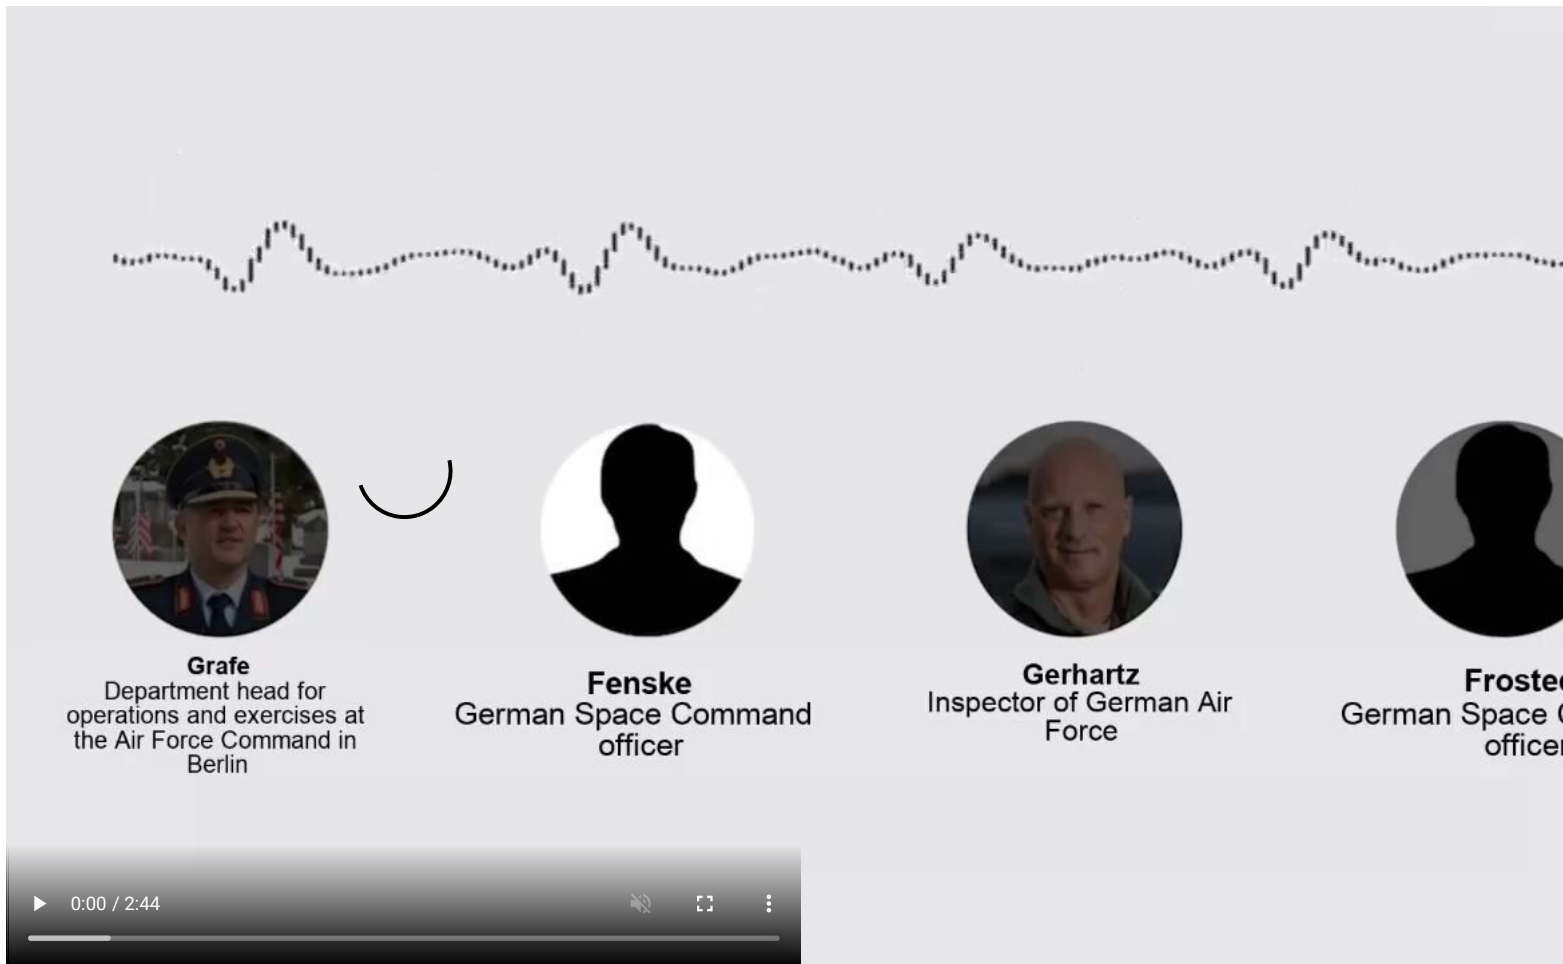 Grafe
Department head for
operations and exercises at
the Air Force Command in
Berlin
Fenske
German Space Command
officer
Gerhartz
Inspector of German Air
Force
German Space
0:00 / 2:44